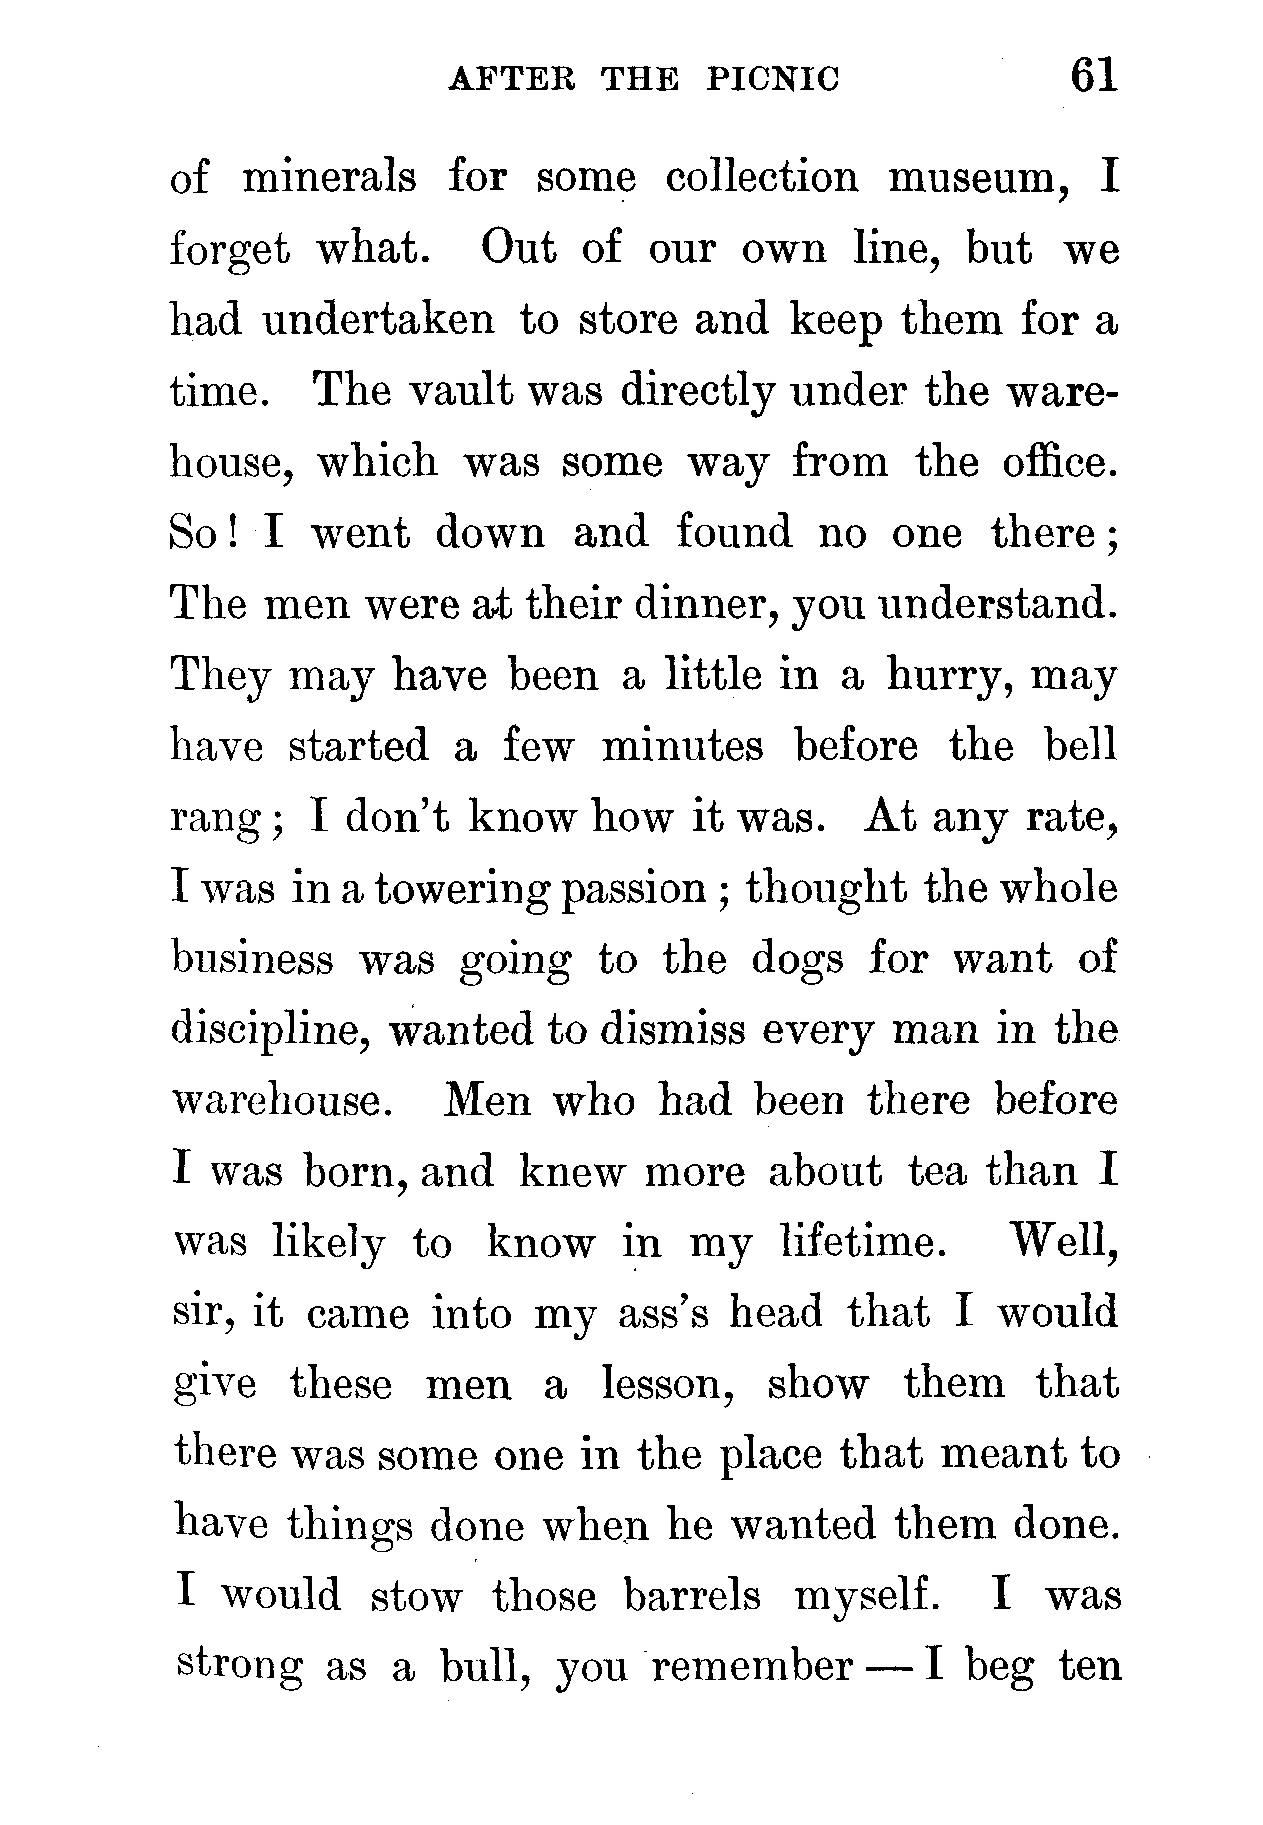 AFTER THE PICNIC 61
of minerals for some collection museum, I
forget what. Out of our own line, but we
had undertaken to store and keep them for a
time. The vault was directly under the ware-
house, which was some way from the office.
So! I went down and found no one there;
The men were at their dinner, you understand.
They may have been a little in a hurry, may
have started a few minutes before the bell
rang; I don't know how it was. At any rate,
I was in a towering passion; thought the whole
business was going to the dogs for want of
discipline, wanted to dismiss every man in the
warehouse. Men who had been there before
I was born, and knew more about tea than I
was likely to know in my lifetime. Well,
sir, it came into my ass's head that I would
give these men a lesson, show them that
there was some one in the place that meant to
have things done when he wanted them done.
I would stow those barrels myself. I was
strong as a bull, you remember — I beg ten